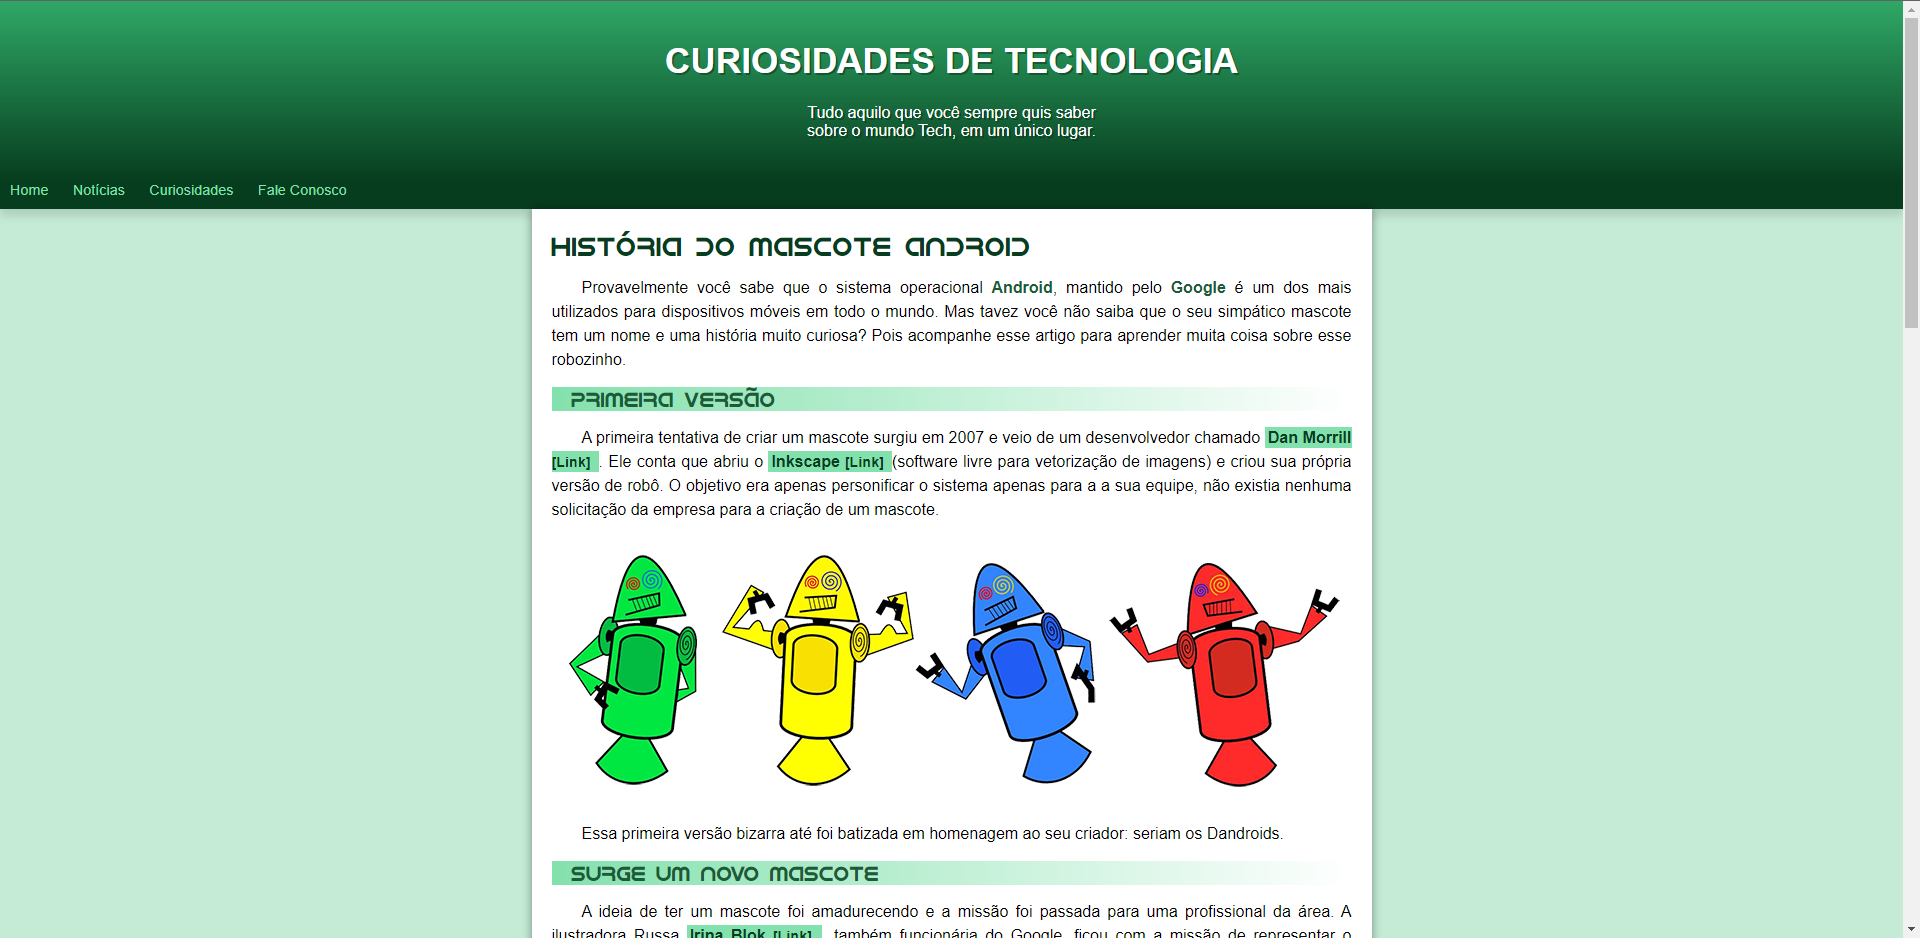 CURIOSIDADES DE TECNOLOGIA
Tudo aquilo que você sempre quis saber
sobre o mundo Tech, em um único lugar.
Home Notícias Curiosidades Fale Conosco
HISTÓRIA DO MASCOTE ANDROID
Provavelmente você sabe que o sistema operacional Android, mantido pelo Google é um dos mais
utilizados para dispositivos móveis em todo o mundo. Mas tavez você não saiba que o seu simpático mascote
tem um nome e uma história muito curiosa? Pois acompanhe esse artigo para aprender muita coisa sobre esse
robozinho.
PRIMEIRA VERSÃO
A primeira tentativa de criar um mascote surgiu em 2007 e veio de um desenvolvedor chamado Dan Morrill
[Link] . Ele conta que abriu o Inkscape [Link] (software livre para vetorização de imagens) e criou sua própria
versão de robô. O objetivo era apenas personificar o sistema apenas para a a sua equipe, não existia nenhuma
solicitação da empresa para a criação de um mascote.
Essa primeira versão bizarra até foi batizada em homenagem ao seu criador: seriam os Dandroids.
SURGE UM NOVO MASCOTE
A ideia de ter um mascote foi amadurecendo e a missão foi passada para uma profissional da área. A
ilustradora Russa Irina Blok [Link] , também funcionária do Google, ficou com a missão de representar o